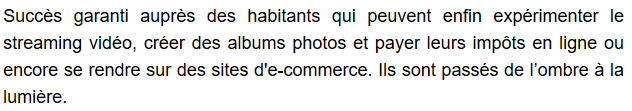 Succès garanti auprès des habitants qui peuvent enfin expérimenter le
streaming vidéo, créer des albums photos et payer leurs impôts en ligne ou
encore se rendre sur des sites d'e-commerce. Ils sont passés de l’ombre à la
lumière.